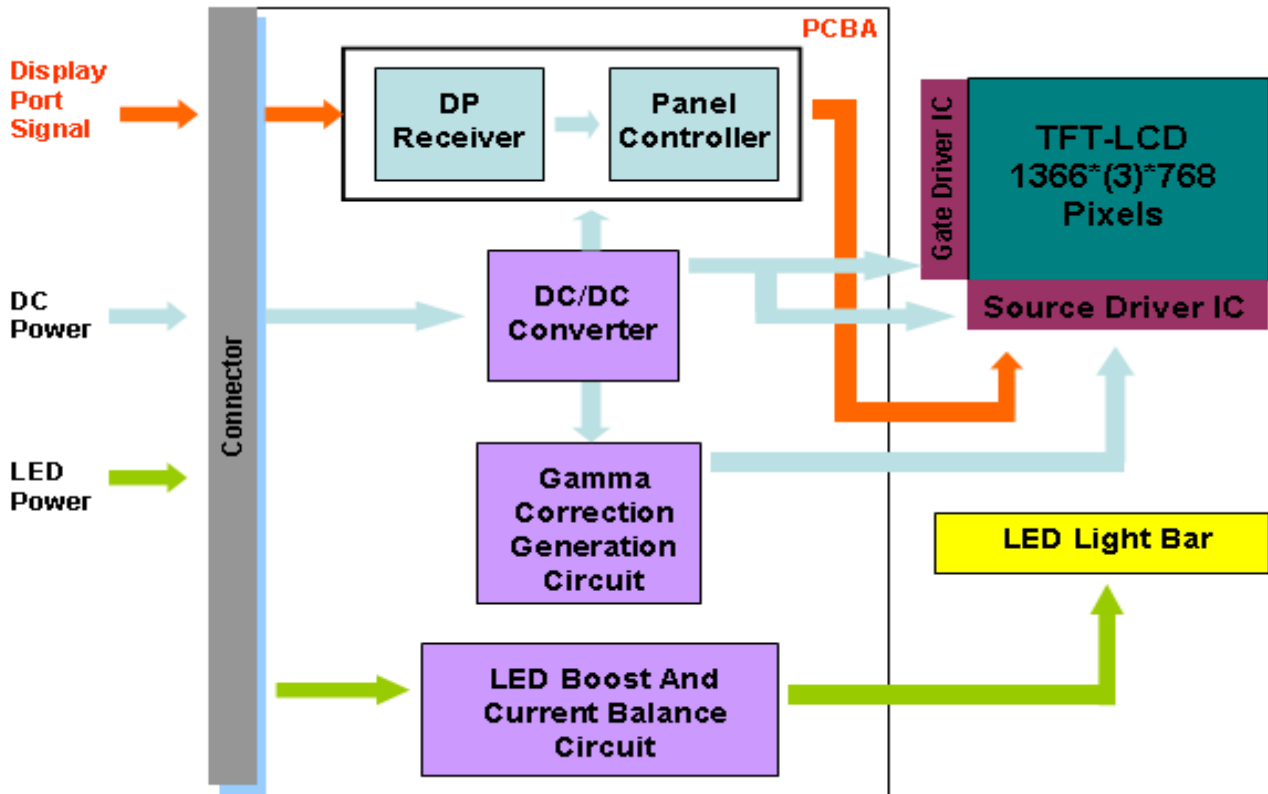 PCBA
Display
Port
Signal
DP
Receiver
Panel
Controller
Gate Driver IC
TFT-LCD
1366*(3)*768
Pixels
Source Driver IC
DC
Power
DC/DC
Converter
Connector
LED
Power
Gamma
Correction
Generation
Circuit
LED Light Bar
LED Boost And
Current Balance
Circuit